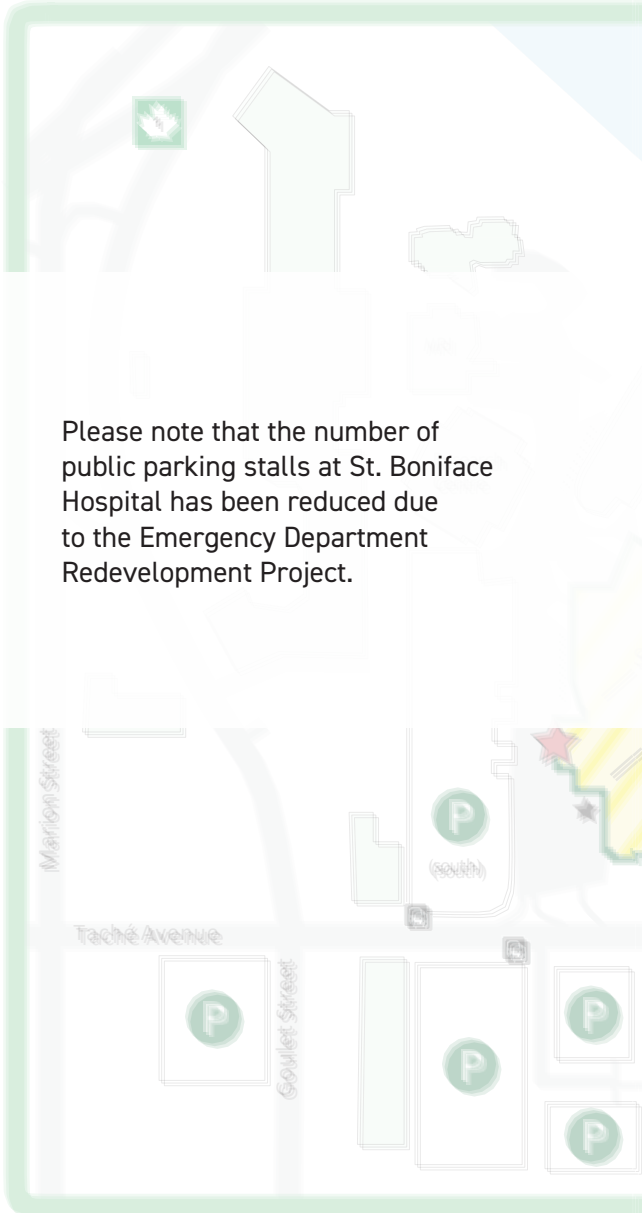 Please note that the number of
public parking stalls at St. Boniface
Hospital has been reduced due
to the Emergency Department
Redevelopment Project.
Marion Street
P
(south)
Taché Avenue
Goulet Street
P
P
P
P